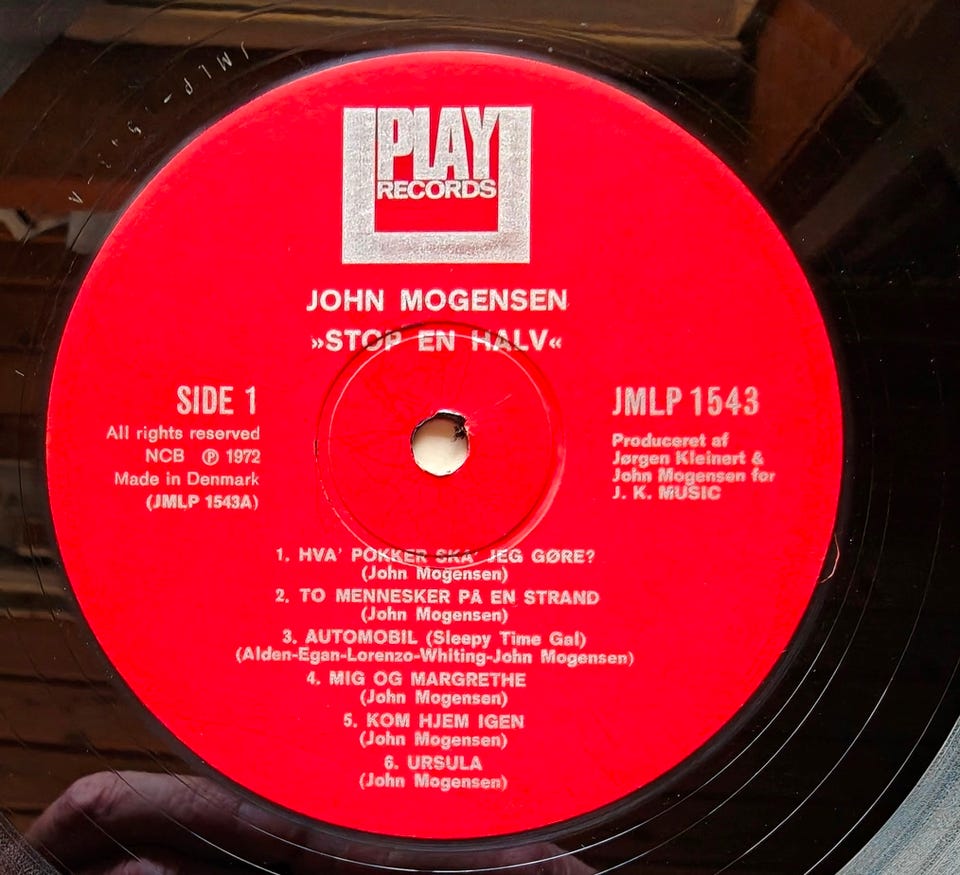 PLAY
RECORDS
JOHN MOGENSEN
»STOP EN HALV«
SIDE 1
All rights reserved
NCB Ⓟ 1972
Made in Denmark
(JMLP 1543A)
JMLP 1543
Produceret af
Jørgen Kleinert &
John Mogensen for
J. K. MUSIC
1. HVA' POKKER SKA' JEG GØRE?
(John Mogensen)
2. TO MENNESKER PÅ EN STRAND
(John Mogensen)
3. AUTOMOBIL (Sleepy Time Gal)
(Alden-Egan-Lorenzo-Whiting-John Mogensen)
4. MIG OG MARGRETHE
(John Mogensen)
5. KOM HJEM IGEN
(John Mogensen)
6. URSULA
(John Mogensen)